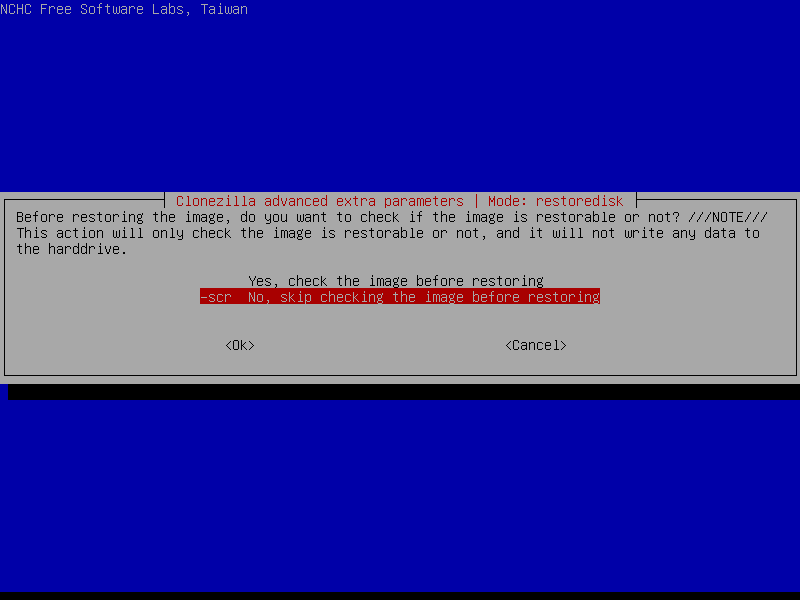 NCHC Free Software Labs, Taiwan
Clonezilla advanced extra parameters | Mode: restoredisk
Before restoring the image, do you want to check if the image is restorable or not? ///NOTE///
This action will only check the image is restorable or not, and it will not write any data to
the harddrive.
Yes, check the image before restoring
-scr No, skip checking the image before restoring
<Ok> <Cancel>